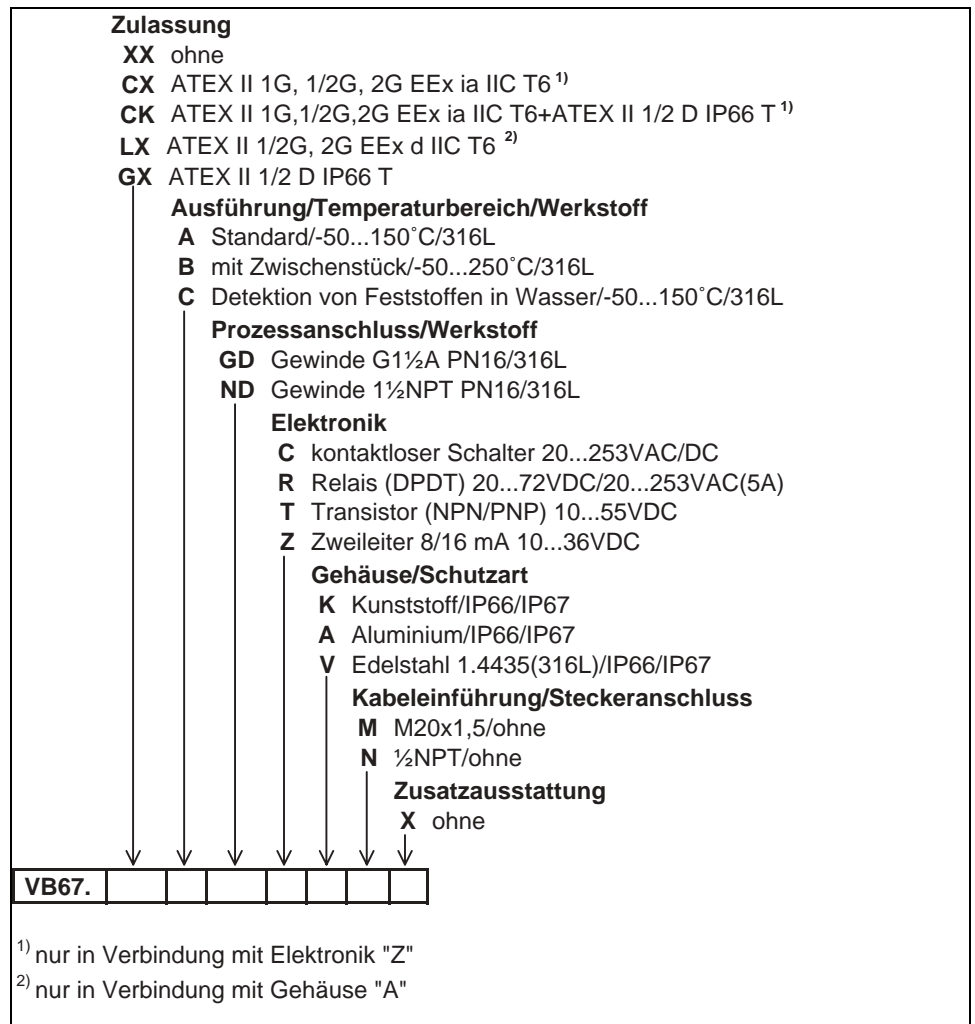 Zulassung
XX ohne
CX ATEX II 1G, 1/2G, 2G EEx ia IIC T6 1)
CK ATEX II 1G,1/2G,2G EEx ia IIC T6+ATEX II 1/2 D IP66 T 1)
LX ATEX II 1/2G, 2G EEx d IIC T6 2)
GX ATEX II 1/2 D IP66 T
Ausführung/Temperaturbereich/Werkstoff
A Standard/-50...150˚C/316L
B mit Zwischenstück/-50...250˚C/316L
C Detektion von Feststoffen in Wasser/-50...150˚C/316L
Prozessanschluss/Werkstoff
GD Gewinde G1½A PN16/316L
ND Gewinde 1½NPT PN16/316L
Elektronik
C kontaktloser Schalter 20...253VAC/DC
R Relais (DPDT) 20...72VDC/20...253VAC(5A)
T Transistor (NPN/PNP) 10...55VDC
Z Zweileiter 8/16 mA 10...36VDC
Gehäuse/Schutzart
K Kunststoff/IP66/IP67
A Aluminium/IP66/IP67
V Edelstahl 1.4435(316L)/IP66/IP67
Kabeleinführung/Steckeranschluss
M M20x1,5/ohne
N ½NPT/ohne
Zusatzausstattung
X ohne
VB67.
1) nur in Verbindung mit Elektronik "Z"
2) nur in Verbindung mit Gehäuse "A"